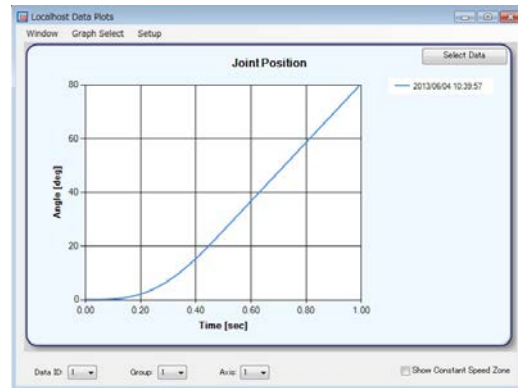 Localhost Data Plots
Window Graph Select Setup
Joint Position
Select Data
2013/06/04 10:39:57
80
60
40
20
0
Angle [deg]
0.00 0.20 0.40 0.60 0.80 1.00
Time [sec]
Data ID: 1 Group: 1 Axis: 1 Show Constant Speed Zone